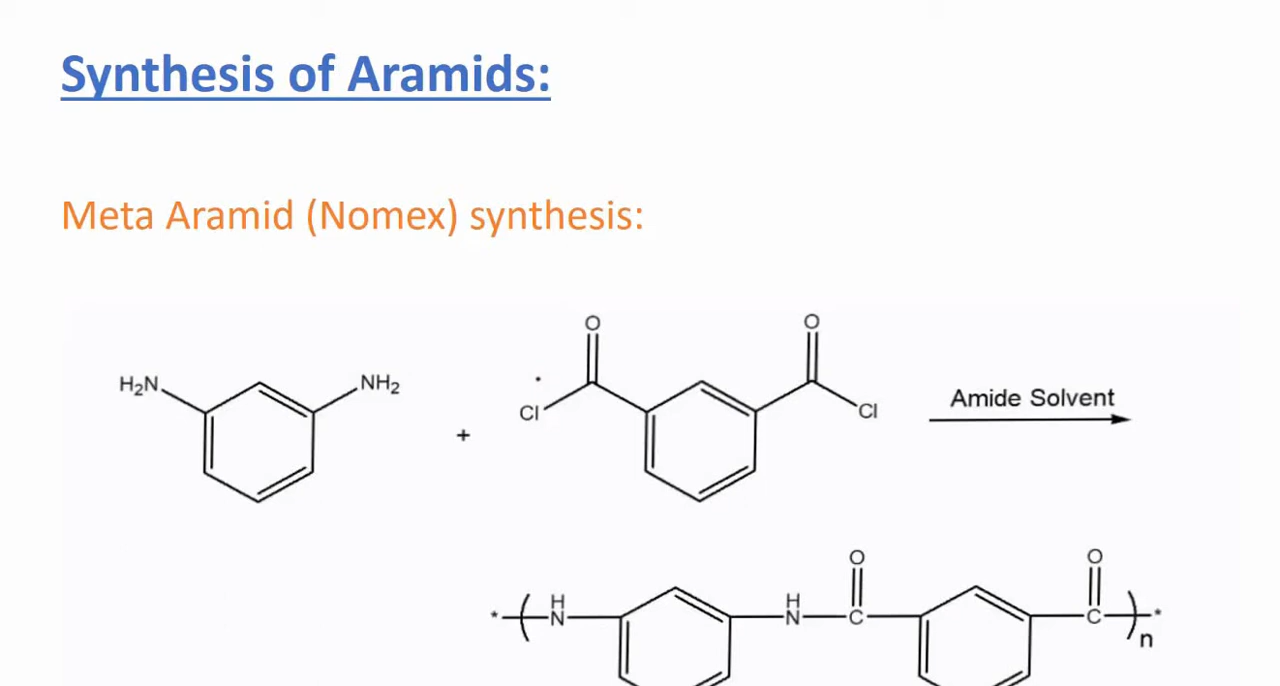 Synthesis of Aramids:
Meta Aramid (Nomex) synthesis:
O O
H₂N NH₂ Cl Cl
+
Amide Solvent
O O
* H N H N C C n *